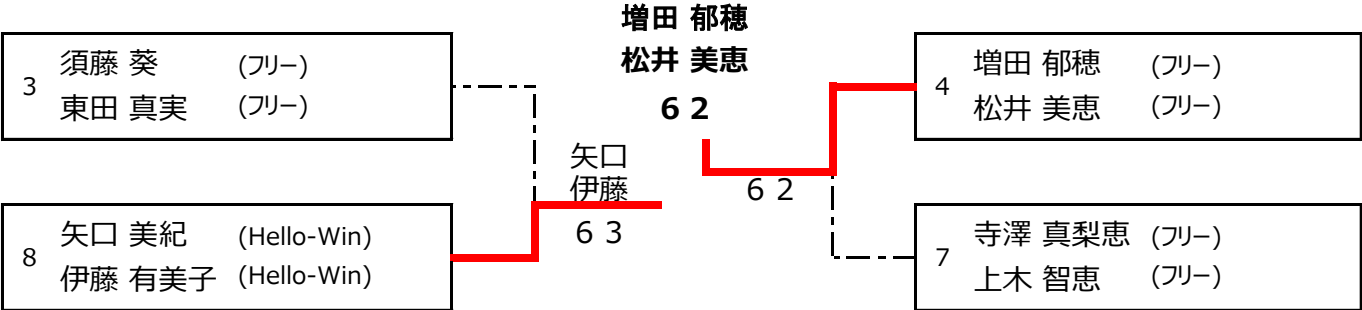 増田 郁穂
松井 美恵
6 2
3 須藤 葵 (フリー)
東田 真実 (フリー)
矢口
伊藤
6 3
8 矢口 美紀 (Hello-Win)
伊藤 有美子 (Hello-Win)
4 増田 郁穂 (フリー)
松井 美恵 (フリー)
6 2
7 寺澤 真梨恵 (フリー)
上木 智恵 (フリー)